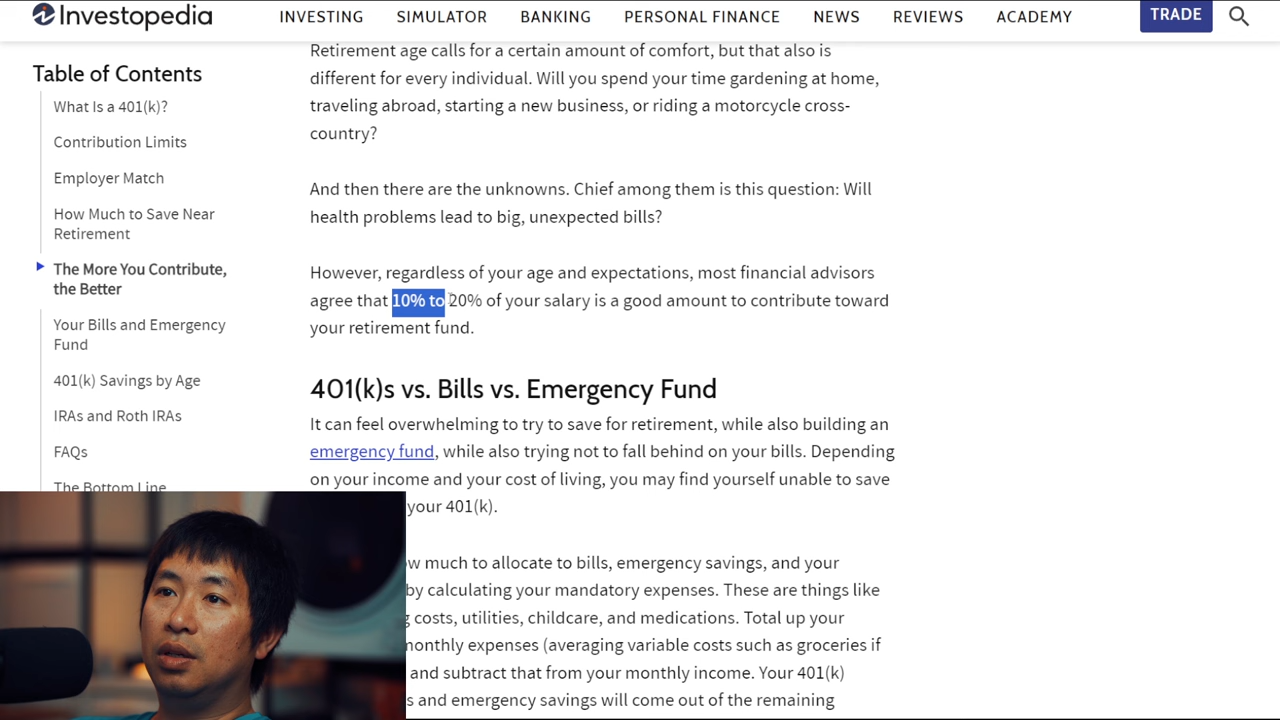 Investopedia
INVESTING
SIMULATOR
BANKING
PERSONAL FINANCE
NEWS
REVIEWS
ACADEMY
TRADE
Table of Contents
What Is a 401(k)?
Contribution Limits
Employer Match
How Much to Save Near
Retirement
The More You Contribute,
the Better
Your Bills and Emergency
Fund
401(k) Savings by Age
IRAs and Roth IRAs
FAQs
The Bottom Line
Retirement age calls for a certain amount of comfort, but that also is
different for every individual. Will you spend your time gardening at home,
traveling abroad, starting a new business, or riding a motorcycle cross-
country?
And then there are the unknowns. Chief among them is this question: Will
health problems lead to big, unexpected bills?
However, regardless of your age and expectations, most financial advisors
agree that 10% to 20% of your salary is a good amount to contribute toward
your retirement fund.
401(k)s vs. Bills vs. Emergency Fund
It can feel overwhelming to try to save for retirement, while also building an
emergency fund, while also trying not to fall behind on your bills. Depending
on your income and your cost of living, you may find yourself unable to save
your 401(k).
much to allocate to bills, emergency savings, and your
by calculating your mandatory expenses. These are things like
costs, utilities, childcare, and medications. Total up your
monthly expenses (averaging variable costs such as groceries if
and subtract that from your monthly income. Your 401(k)
and emergency savings will come out of the remaining